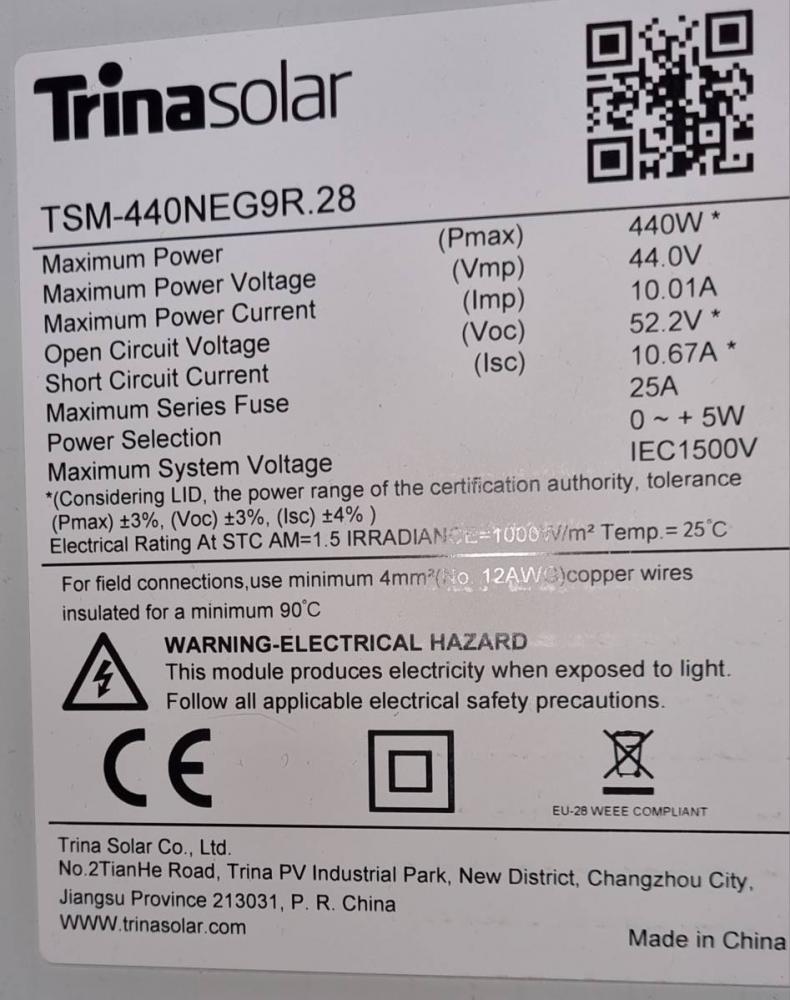 Trinasolar
TSM-440NEG9R.28
Maximum Power (Pmax) 440W *
Maximum Power Voltage (Vmp) 44.0V
Maximum Power Current (Imp) 10.01A
Open Circuit Voltage (Voc) 52.2V *
Short Circuit Current (Isc) 10.67A *
Maximum Series Fuse 25A
Power Selection 0 ~ + 5W
Maximum System Voltage IEC1500V
*(Considering LID, the power range of the certification authority, tolerance
(Pmax) ±3%, (Voc) ±3%, (Isc) ±4% )
Electrical Rating At STC AM=1.5 IRRADIANCE=1000W/m² Temp.= 25°C
For field connections,use minimum 4mm²(No. 12AWG)copper wires
insulated for a minimum 90°C
WARNING-ELECTRICAL HAZARD
This module produces electricity when exposed to light.
Follow all applicable electrical safety precautions.
CE
EU-28 WEEE COMPLIANT
Trina Solar Co., Ltd.
No.2TianHe Road, Trina PV Industrial Park, New District, Changzhou City,
Jiangsu Province 213031, P. R. China
WWW.trinasolar.com
Made in China